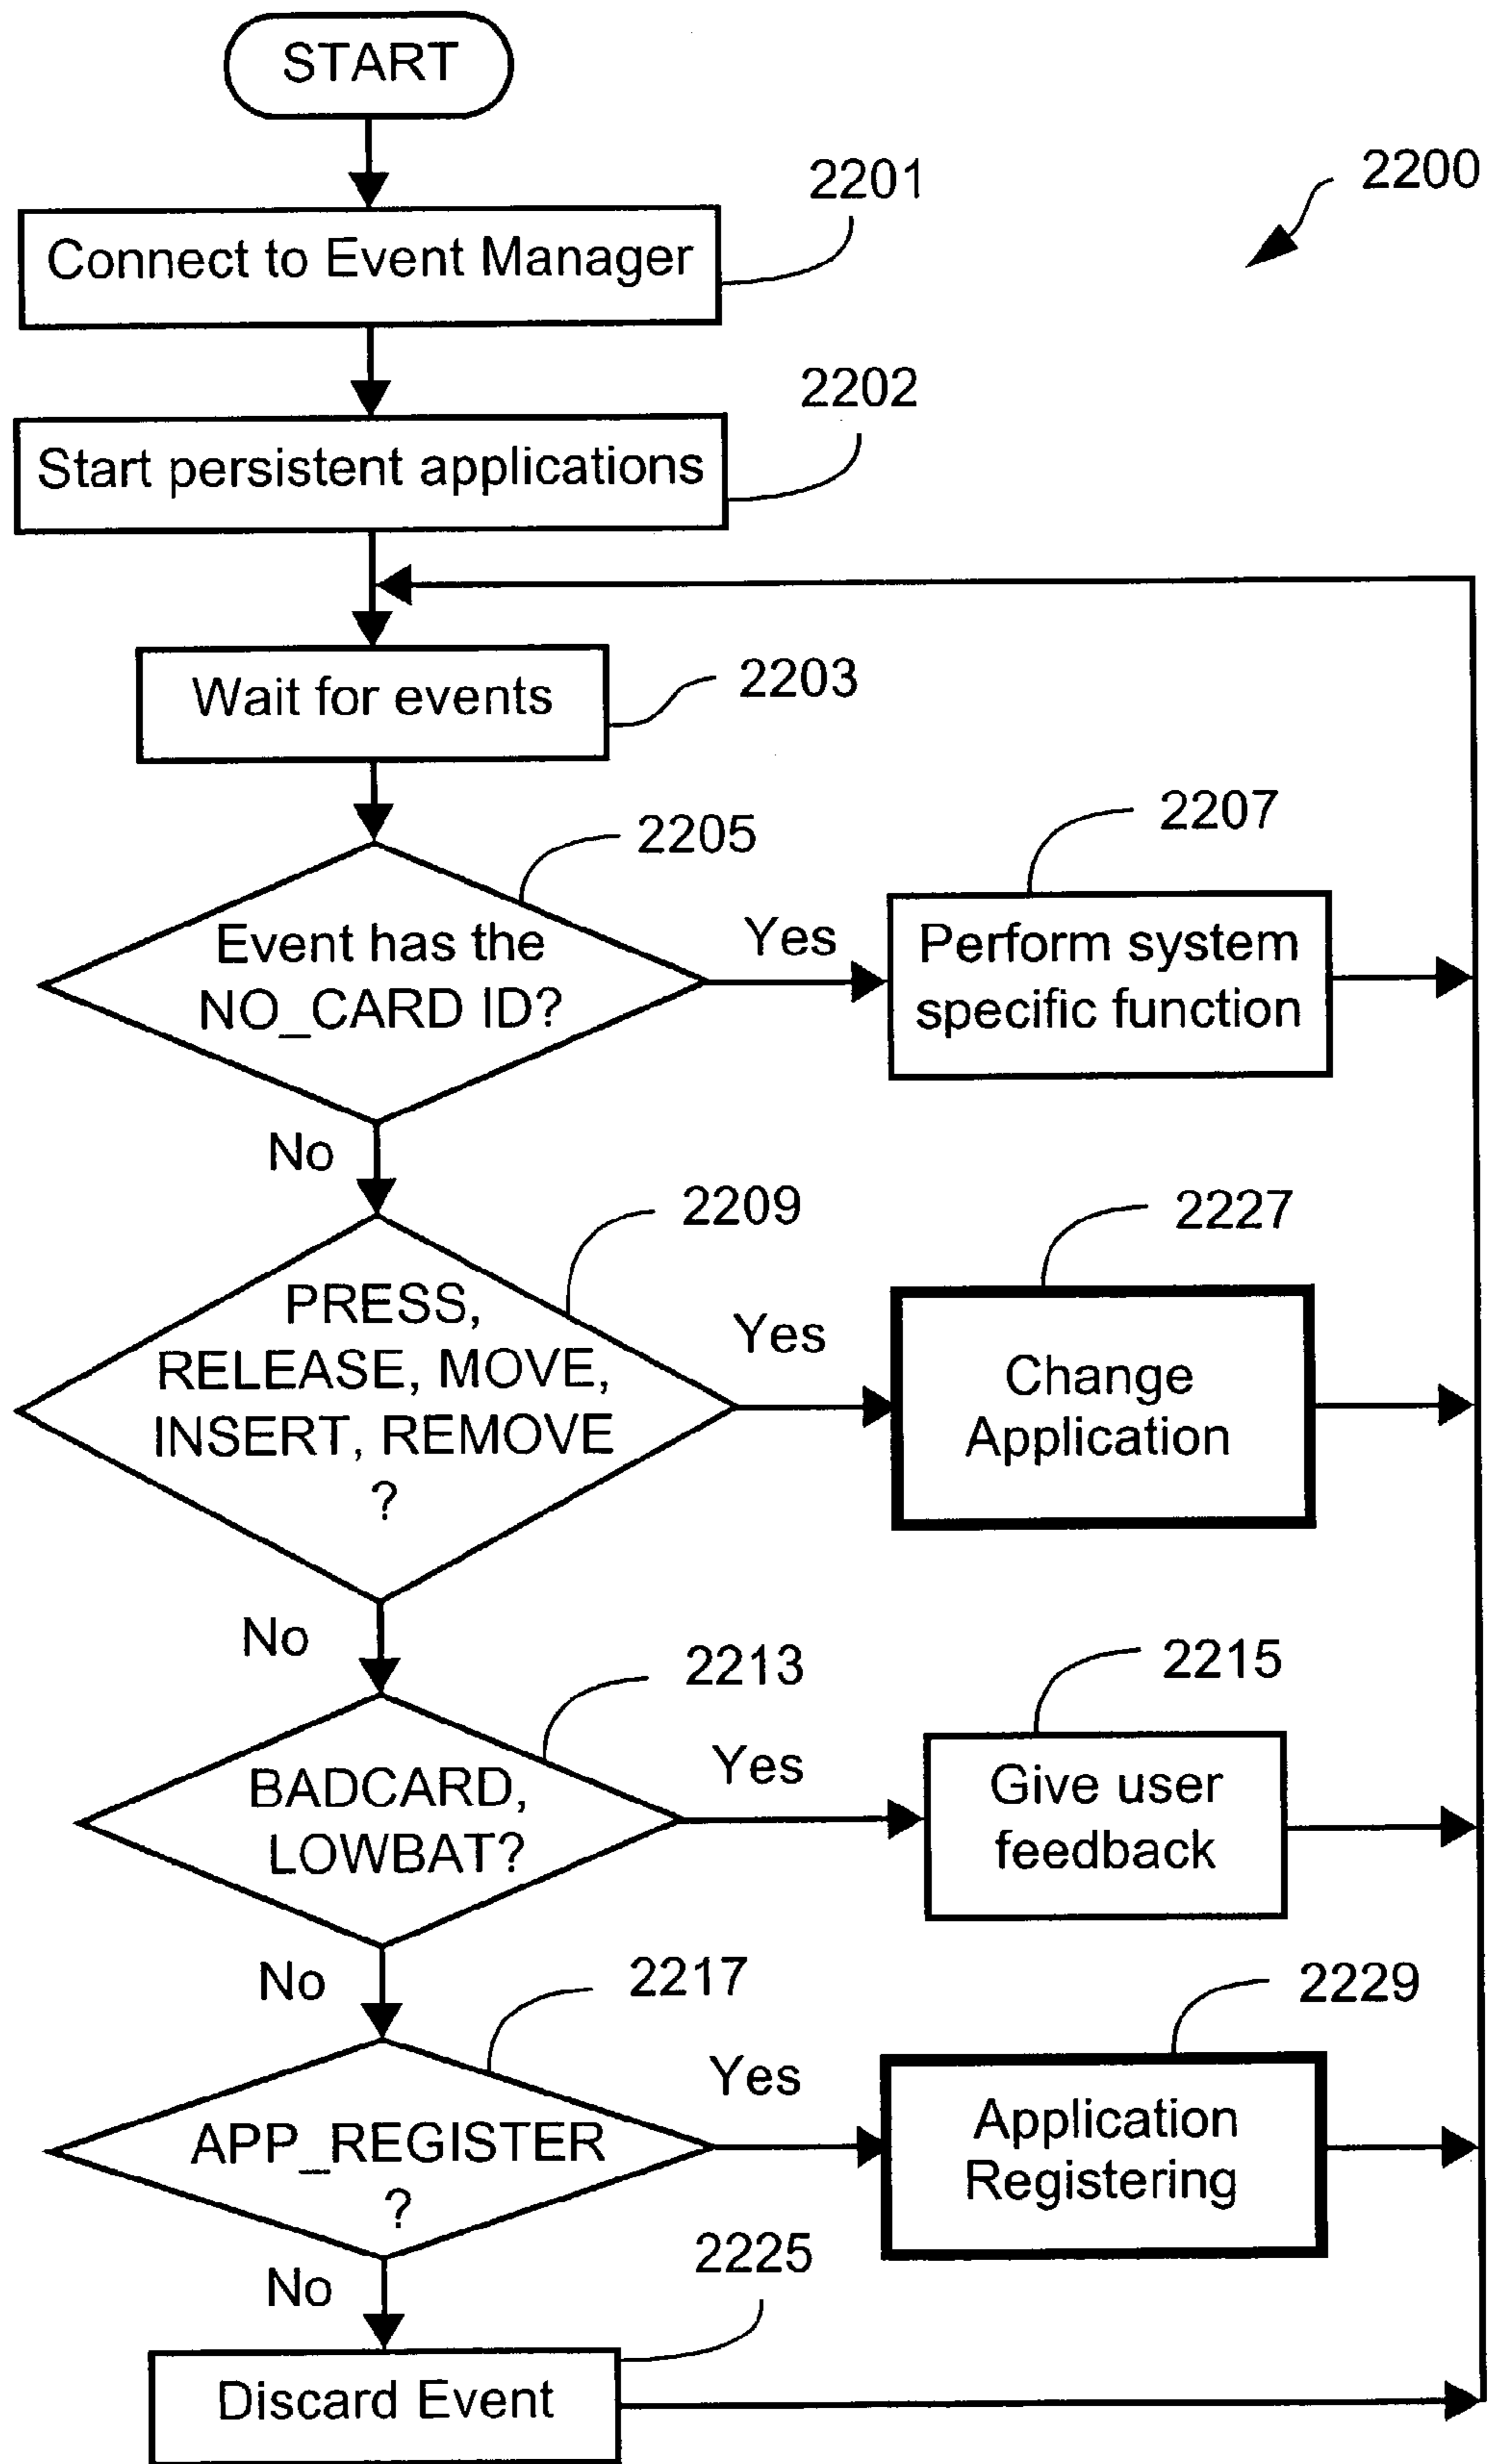 START
2200
2201
Connect to Event Manager
2202
Start persistent applications
2203
Wait for events
2205
2207
Event has the
NO_CARD ID?
Yes
Perform system
specific function
No
2209
2227
PRESS,
RELEASE, MOVE,
INSERT, REMOVE
?
Yes
Change
Application
No
2213
2215
BADCARD,
LOWBAT?
Yes
Give user
feedback
No
2217
2229
APP_REGISTER
?
Yes
Application
Registering
No
2225
Discard Event